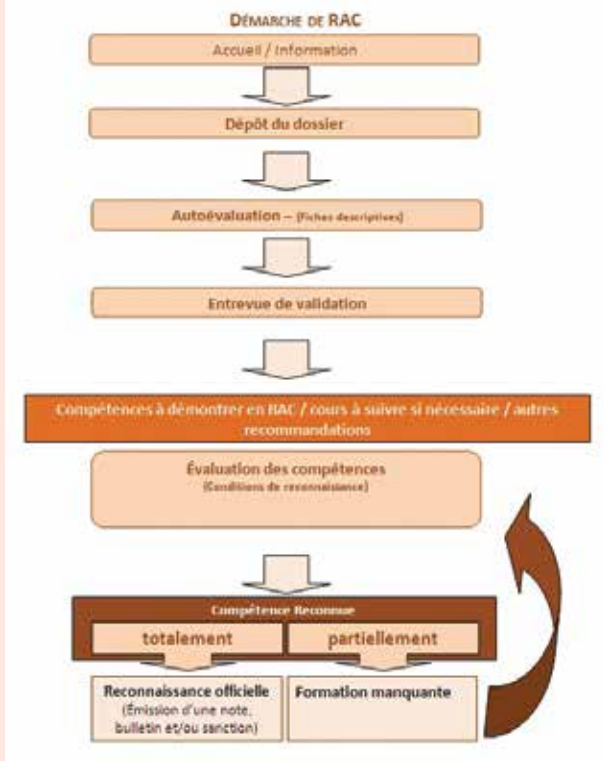 DÉMARCHE DE RAC
Accueil / Information
Dépôt du dossier
Autoévaluation – (Fiches descriptives)
Entrevue de validation
Compétences à démontrer en RAC / cours à suivre si nécessaire / autres
recommandations
Évaluation des compétences
(Conditions de reconnaissance)
Compétence Reconnue
totalement
partiellement
Reconnaissance officielle
(Émission d'une note,
bulletin et/ou sanction)
Formation manquante